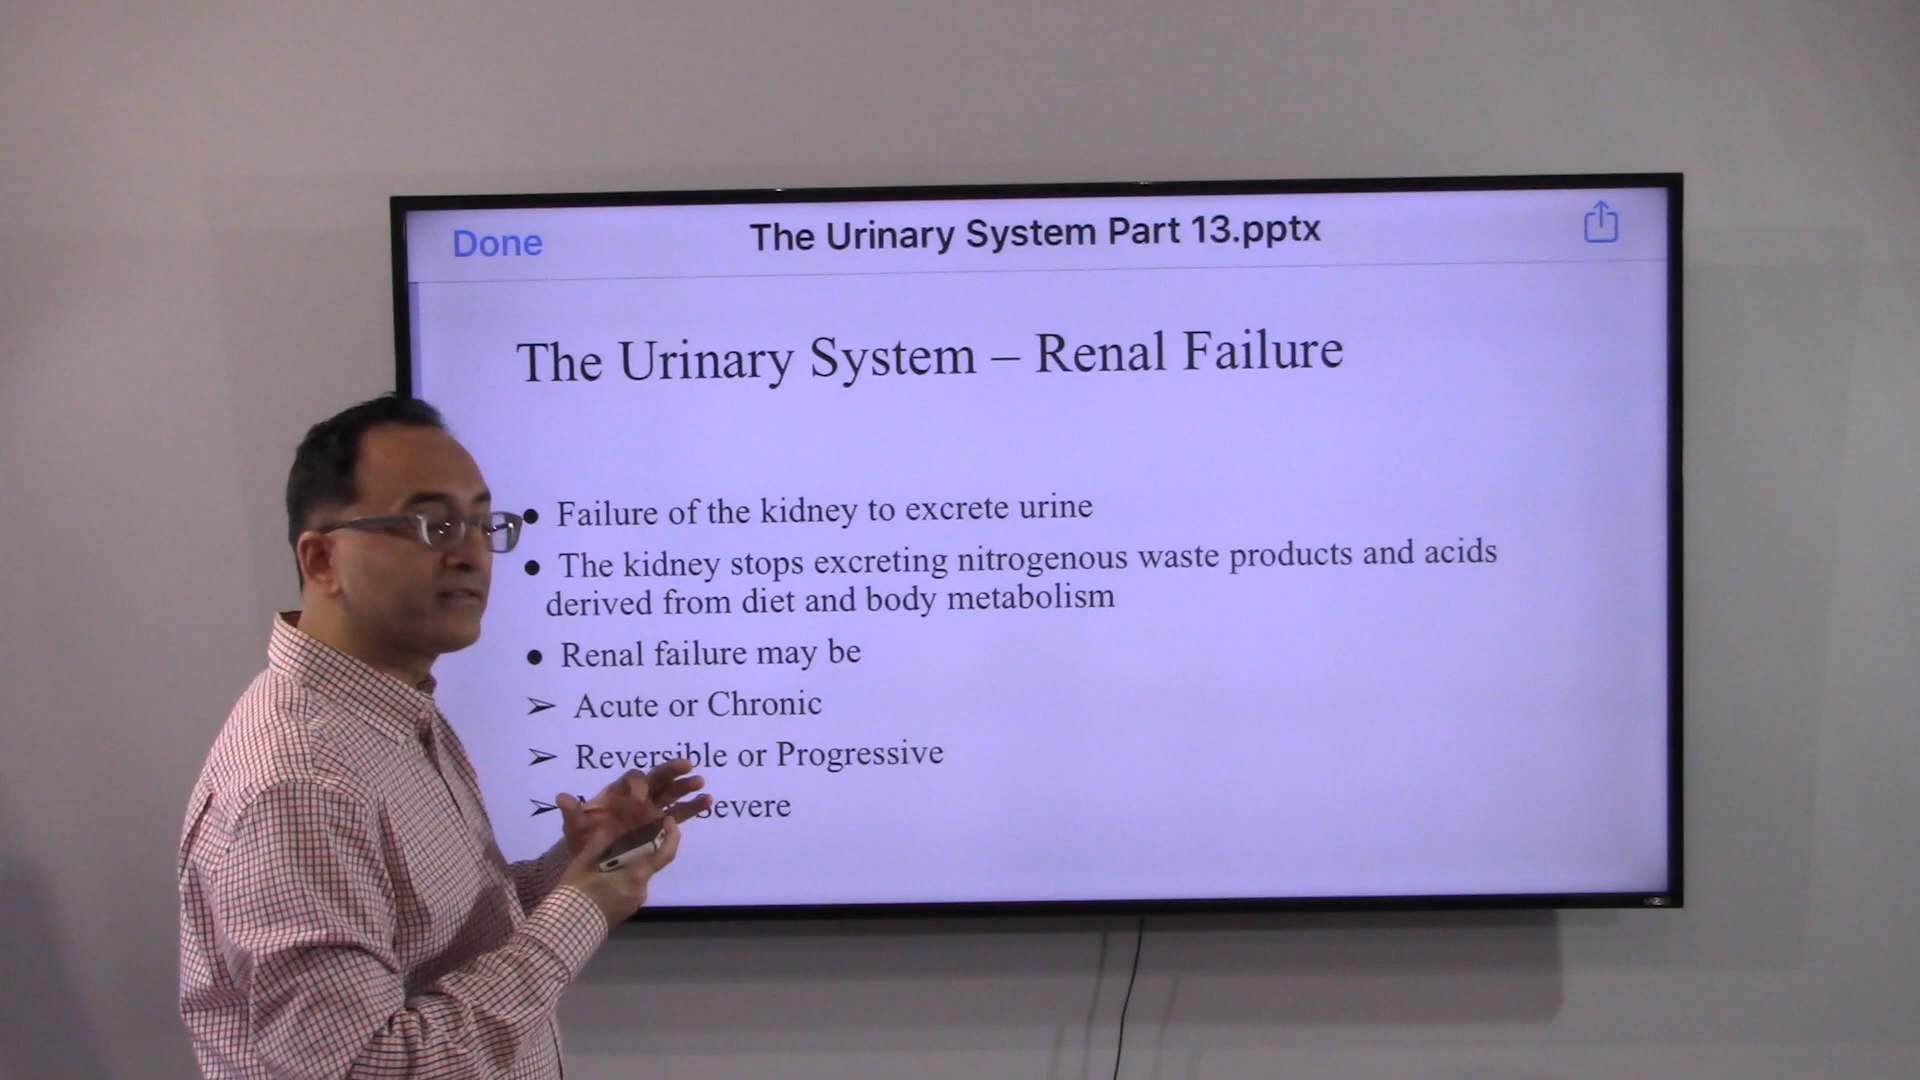 Done
The Urinary System Part 13.pptx
The Urinary System – Renal Failure
● Failure of the kidney to excrete urine
● The kidney stops excreting nitrogenous waste products and acids
derived from diet and body metabolism
● Renal failure may be
➢ Acute or Chronic
➢ Reversible or Progressive
➢ Severe
VIZIO